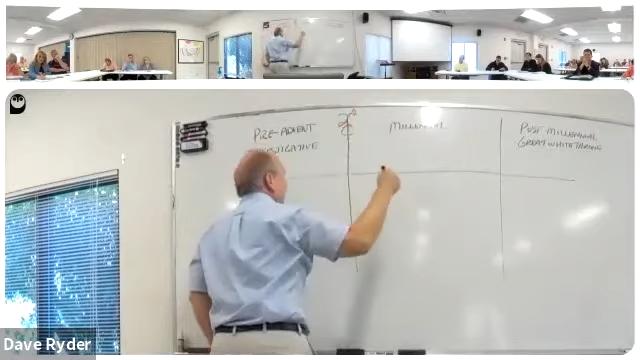 PRE-ADVENT
MILLENNIAL
POST MILLENNIAL
GREAT WHITE THRONE
Dave Ryder